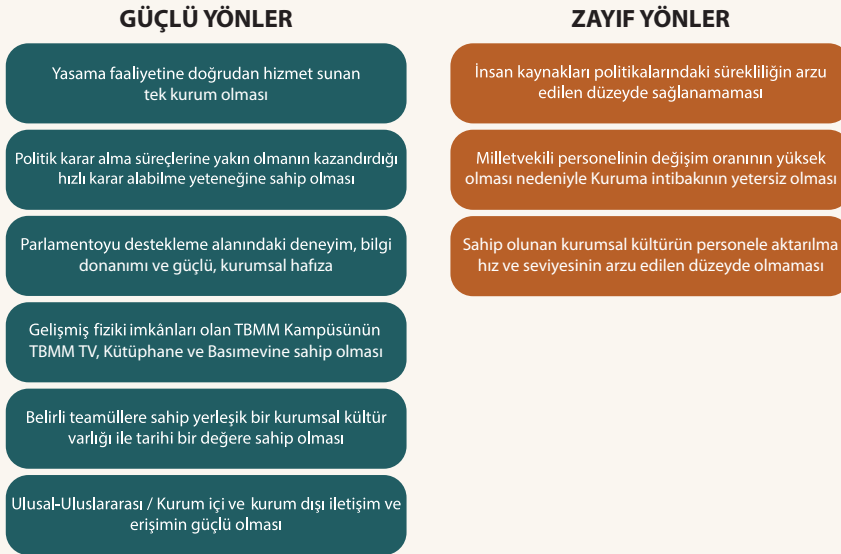 GÜÇLÜ YÖNLER
Yasama faaliyetine doğrudan hizmet sunan
tek kurum olması
Politik karar alma süreçlerine yakın olmanın kazandırdığı
hızlı karar alabilme yeteneğine sahip olması
Parlamentoyu destekleme alanındaki deneyim, bilgi
donanımı ve güçlü, kurumsal hafıza
Gelişmiş fiziki imkânları olan TBMM Kampüsünün
TBMM TV, Kütüphane ve Basımevine sahip olması
Belirli teamüllere sahip yerleşik bir kurumsal kültür
varlığı ile tarihi bir değere sahip olması
Ulusal-Uluslararası / Kurum içi ve kurum dışı iletişim ve
erişimin güçlü olması
ZAYIF YÖNLER
İnsan kaynakları politikalarındaki sürekliliğin arzu
edilen düzeyde sağlanamaması
Milletvekili personelinin değişim oranının yüksek
olması nedeniyle Kuruma intibakının yetersiz olması
Sahip olunan kurumsal kültürün personele aktarılma
hız ve seviyesinin arzu edilen düzeyde olmaması